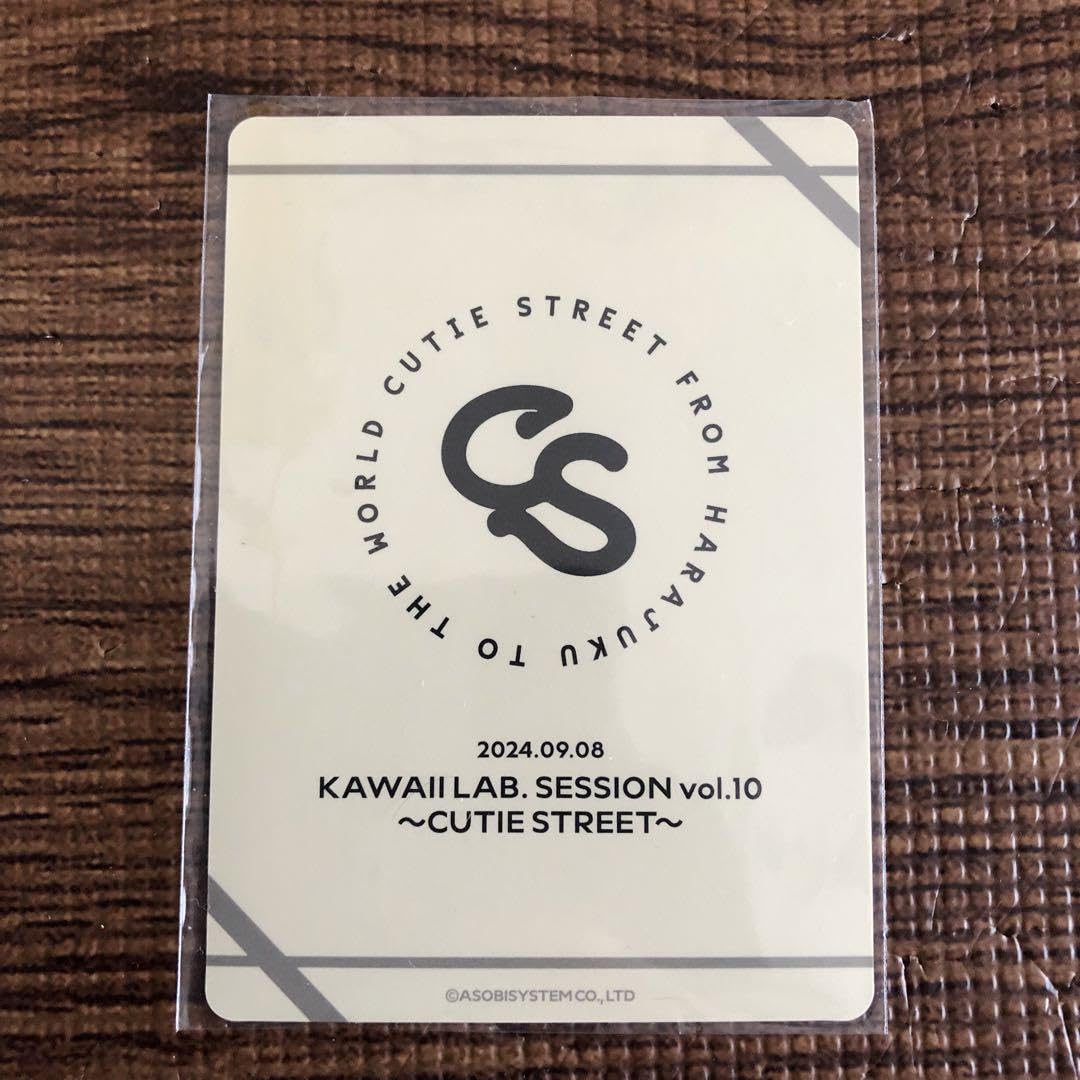 CUTIE STREET FROM HARAJUKU TO THE WORLD
CS
2024.09.08
KAWAII LAB. SESSION vol.10
～CUTIE STREET～
©ASOBISYSTEM CO., LTD